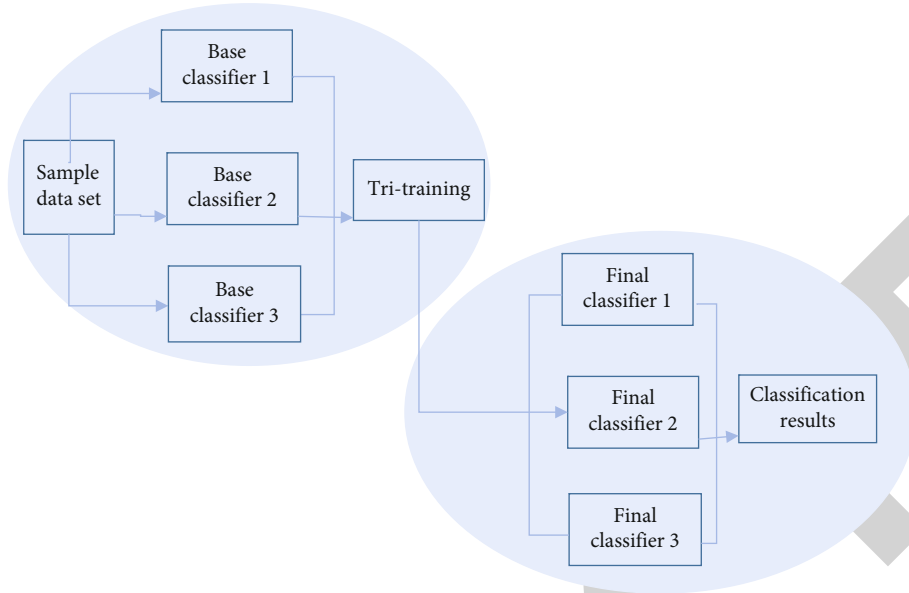 Base
classifier 1
Sample
data set
Base
classifier 2
Base
classifier 3
Tri-training
Final
classifier 1
Final
classifier 2
Final
classifier 3
Classification
results